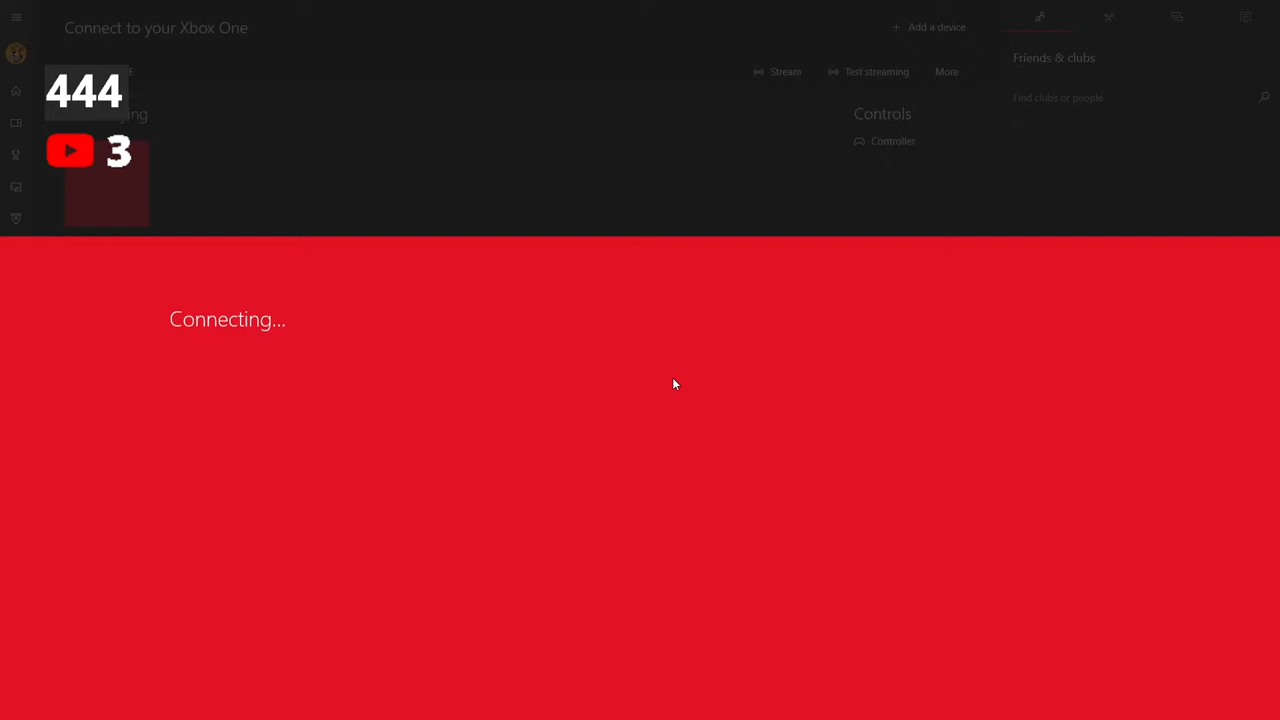 Connect to your Xbox One
Add a device
Stream
Test streaming
More
444
3
Controls
Controller
Friends & clubs
Find clubs or people
Connecting...